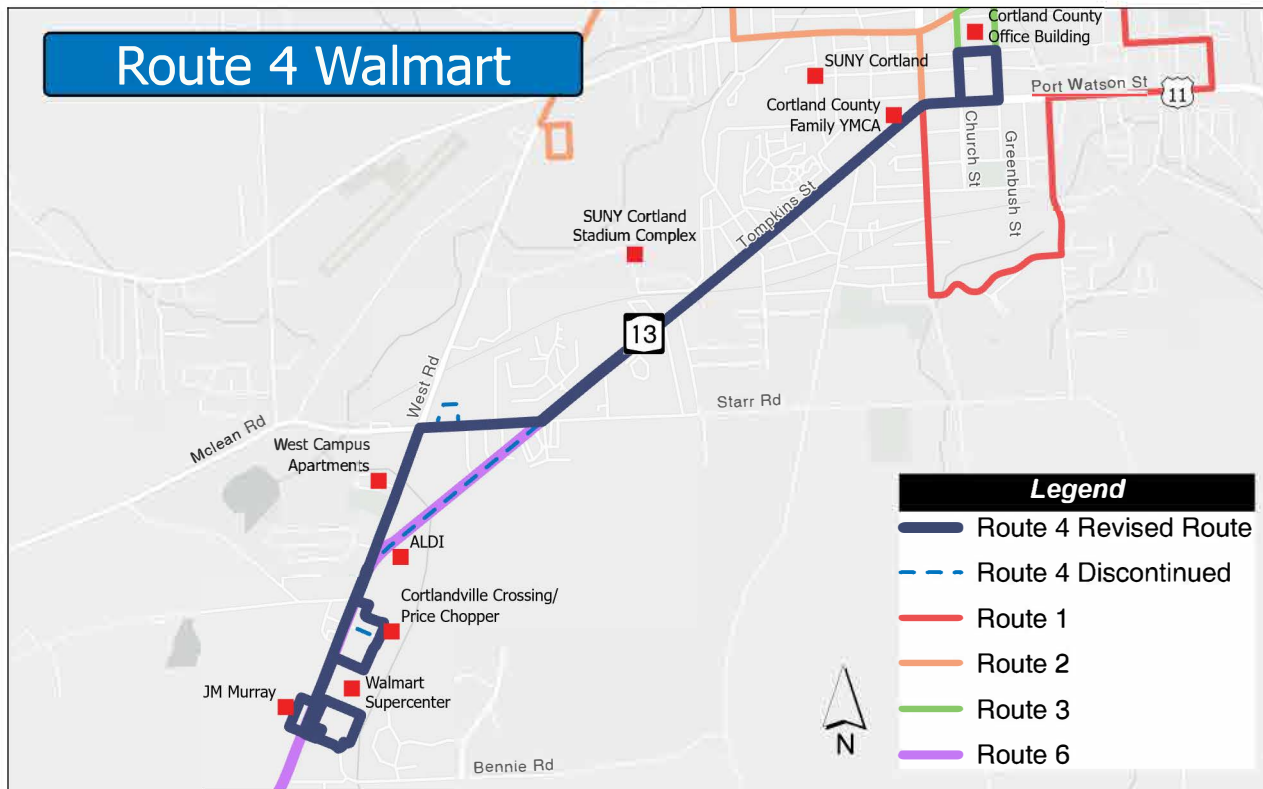 Route 4 Walmart
Cortland County
Office Building
SUNY Cortland
Port Watson St
11
Cortland County
Family YMCA
Church St
Greenbush St
Tompkins St
SUNY Cortland
Stadium Complex
13
West Rd
Starr Rd
Mclean Rd
West Campus
Apartments
ALDI
Cortlandville Crossing/
Price Chopper
JM Murray
Walmart
Supercenter
Bennie Rd
N
Legend
Route 4 Revised Route
Route 4 Discontinued
Route 1
Route 2
Route 3
Route 6